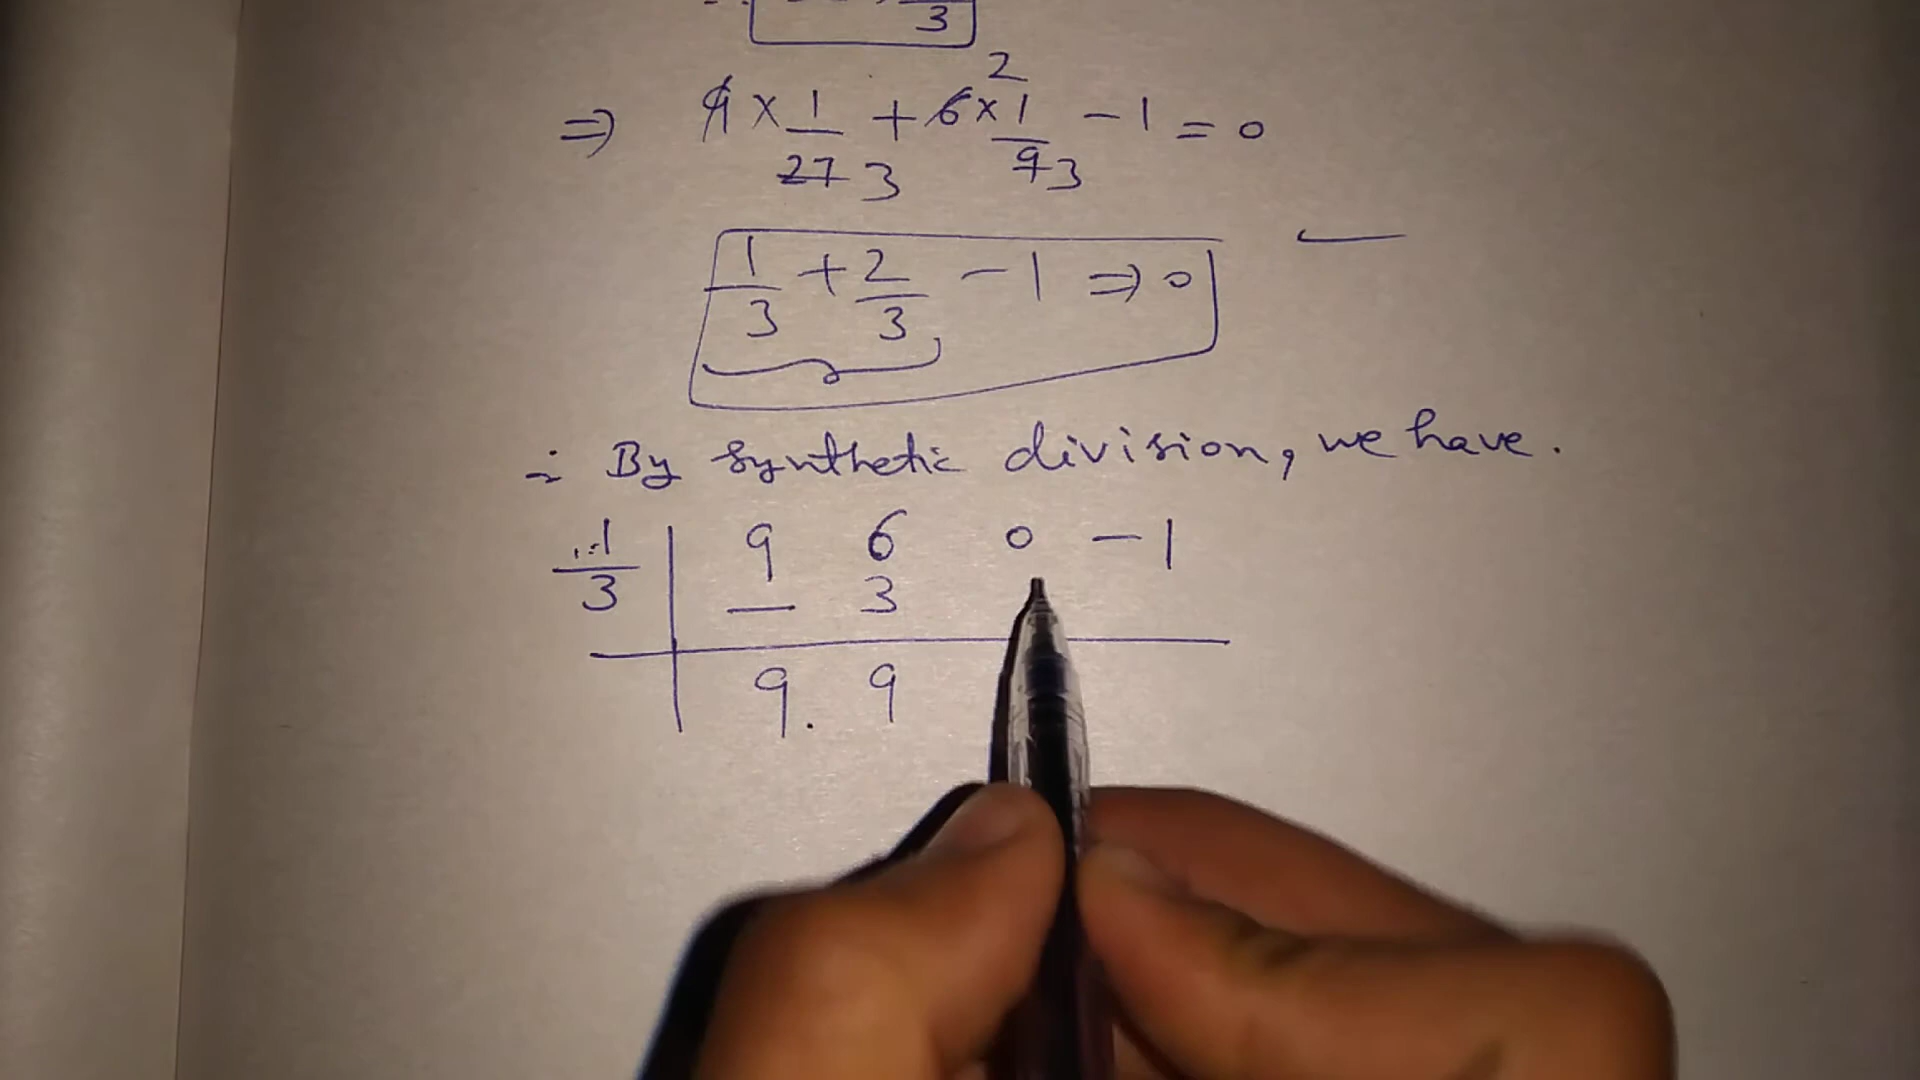 3
⇒ 9 × 1/27 3 + 6 2 × 1/9 3 - 1 = 0
1/3 + 2/3 - 1 ⇒ 0
∴ By synthetic division, we have.
1/3 | 9 6 0 -1
— 3
9. 9